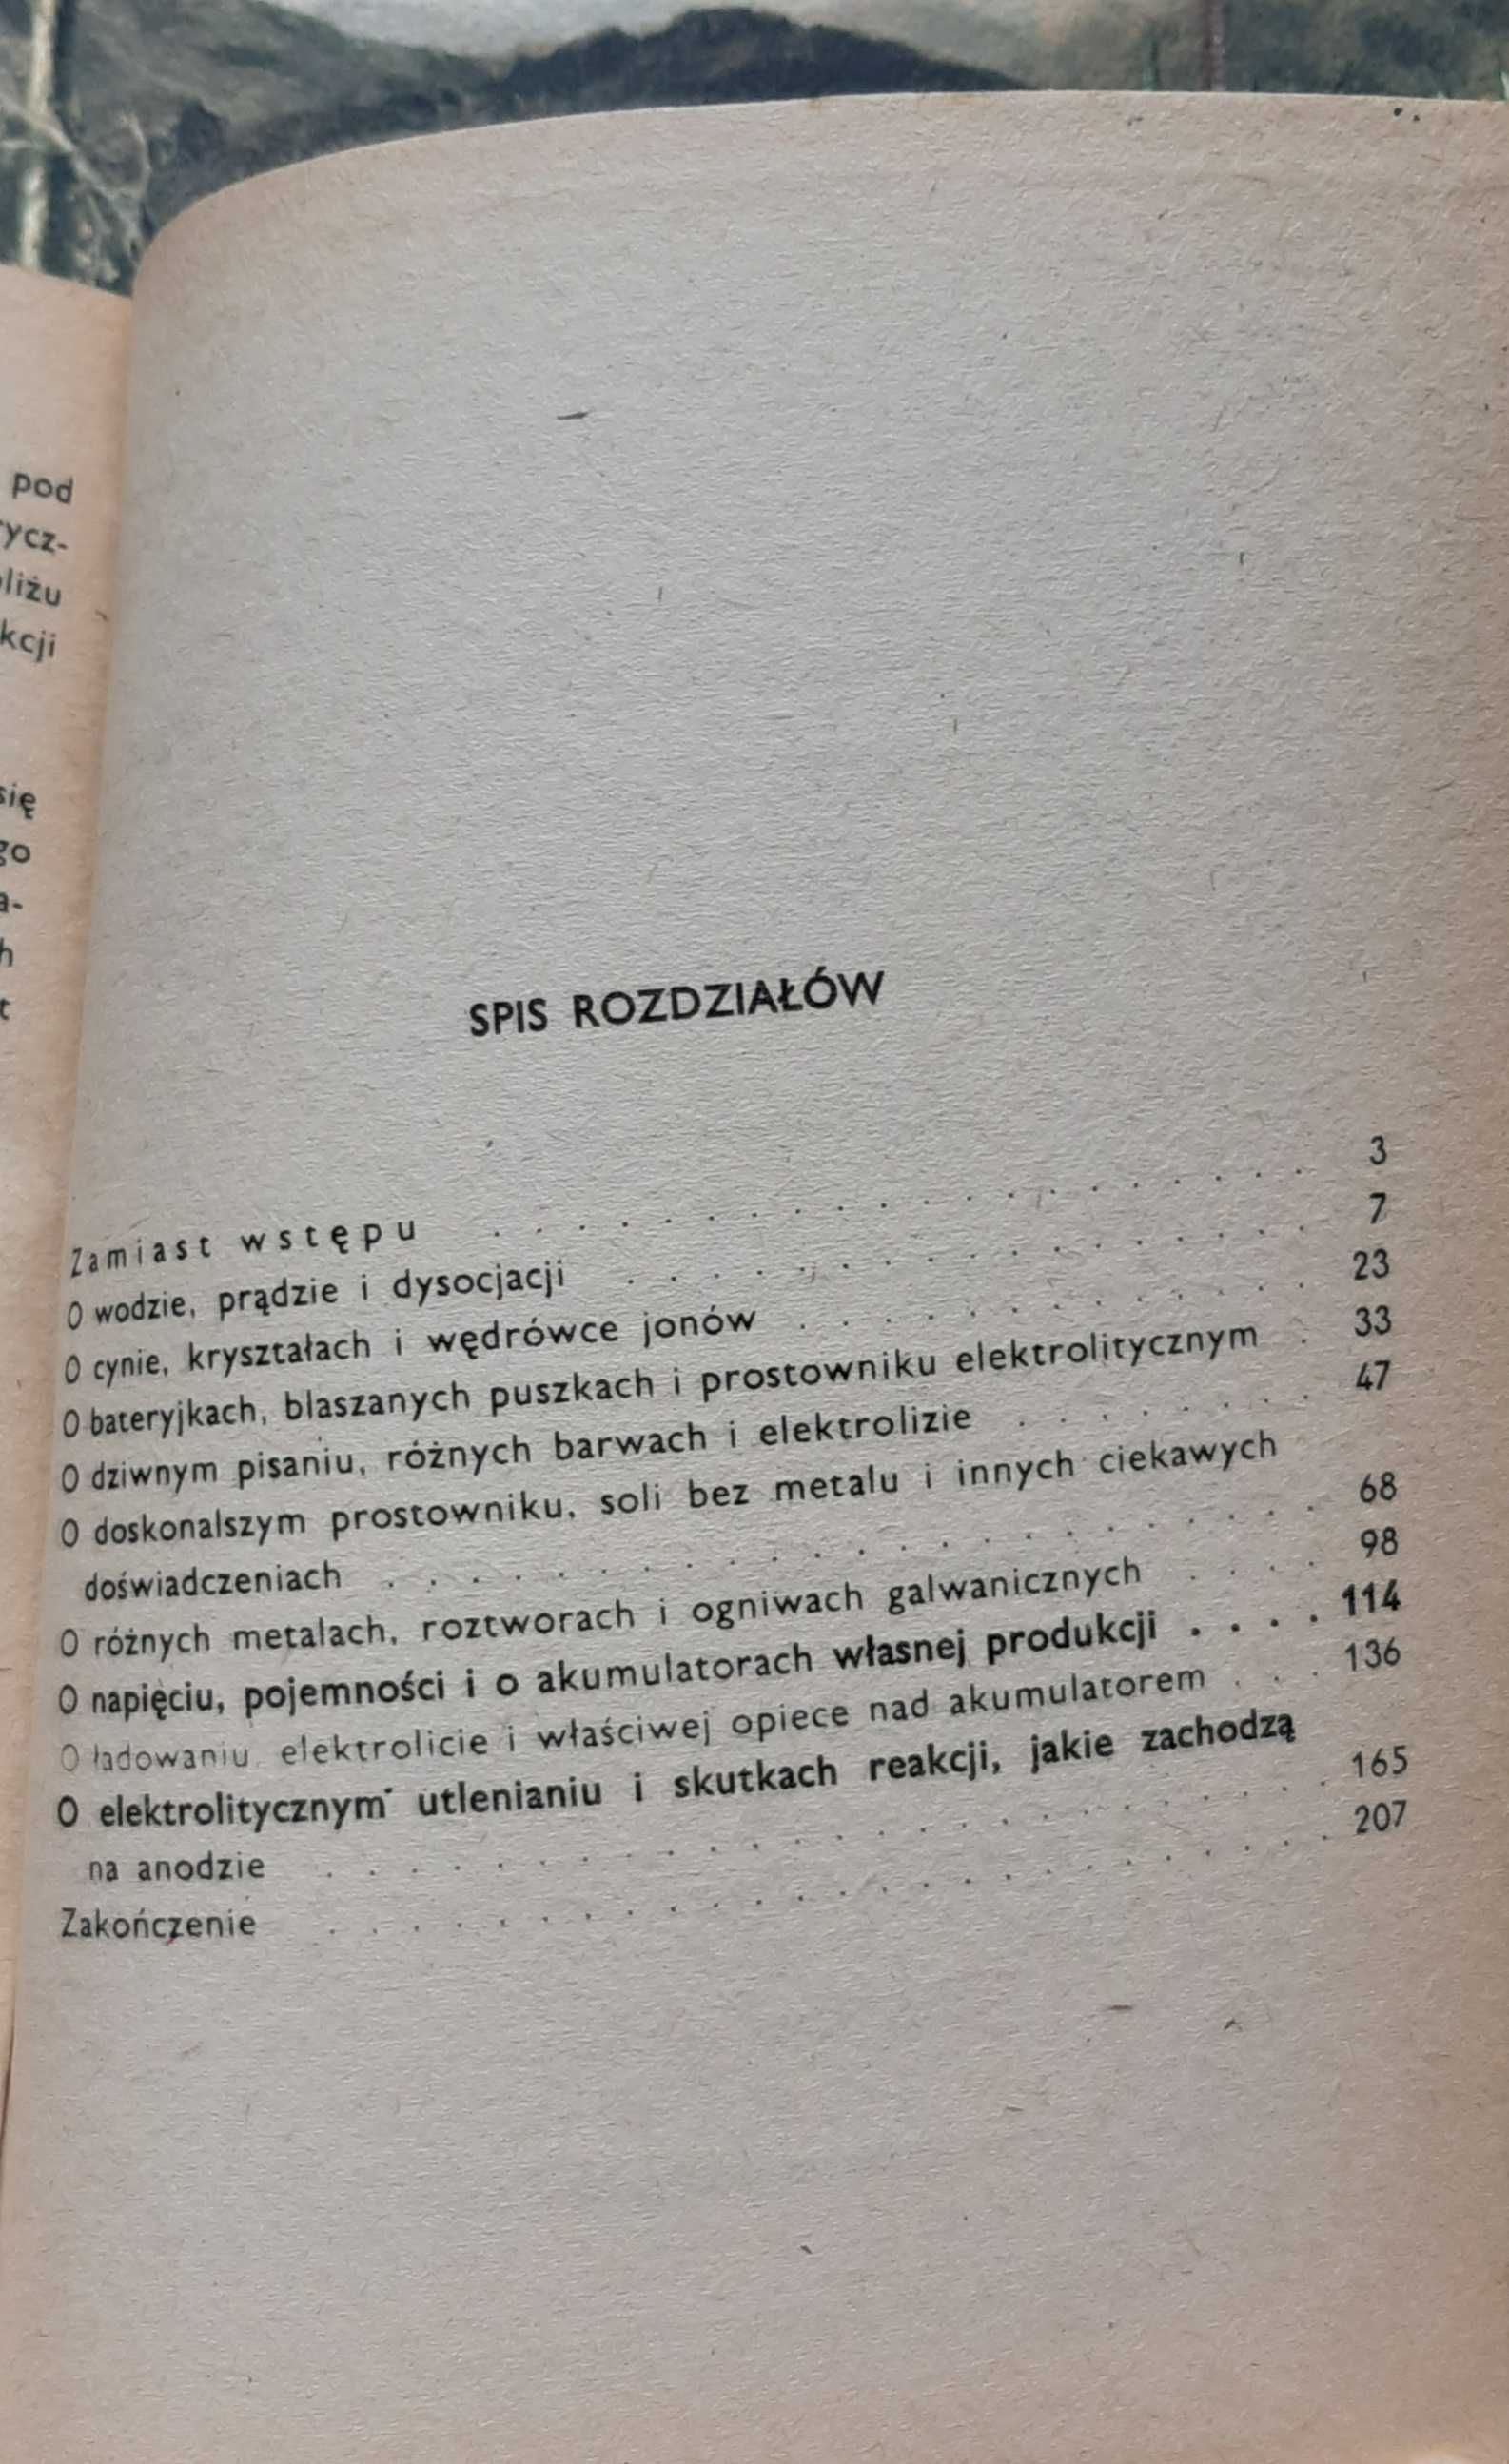 pod
ycz-
liżu
kcji
się
go
a-
h
t
SPIS ROZDZIAŁÓW
Zamiast wstępu . . . . . . . . . . . . . . . . . . . . 3
O wodzie, prądzie i dysocjacji . . . . . . . . . . . . . . . . . 7
O cynie, kryształach i wędrówce jonów . . . . . . . . . . . . . 23
O bateryjkach, blaszanych puszkach i prostowniku elektrolitycznym . 33
O dziwnym pisaniu, różnych barwach i elektrolizie . . . . . . . . 47
O doskonalszym prostowniku, soli bez metalu i innych ciekawych
doświadczeniach . . . . . . . . . . . . . . . . . . . . . . 68
O różnych metalach, roztworach i ogniwach galwanicznych . . . . 98
O napięciu, pojemności i o akumulatorach własnej produkcji . . . . 114
O ładowaniu, elektrolicie i właściwej opiece nad akumulatorem . . . 136
O elektrolitycznym utlenianiu i skutkach reakcji, jakie zachodzą
na anodzie . . . . . . . . . . . . . . . . . . . . . . . . 165
Zakończenie . . . . . . . . . . . . . . . . . . . . . . . . 207